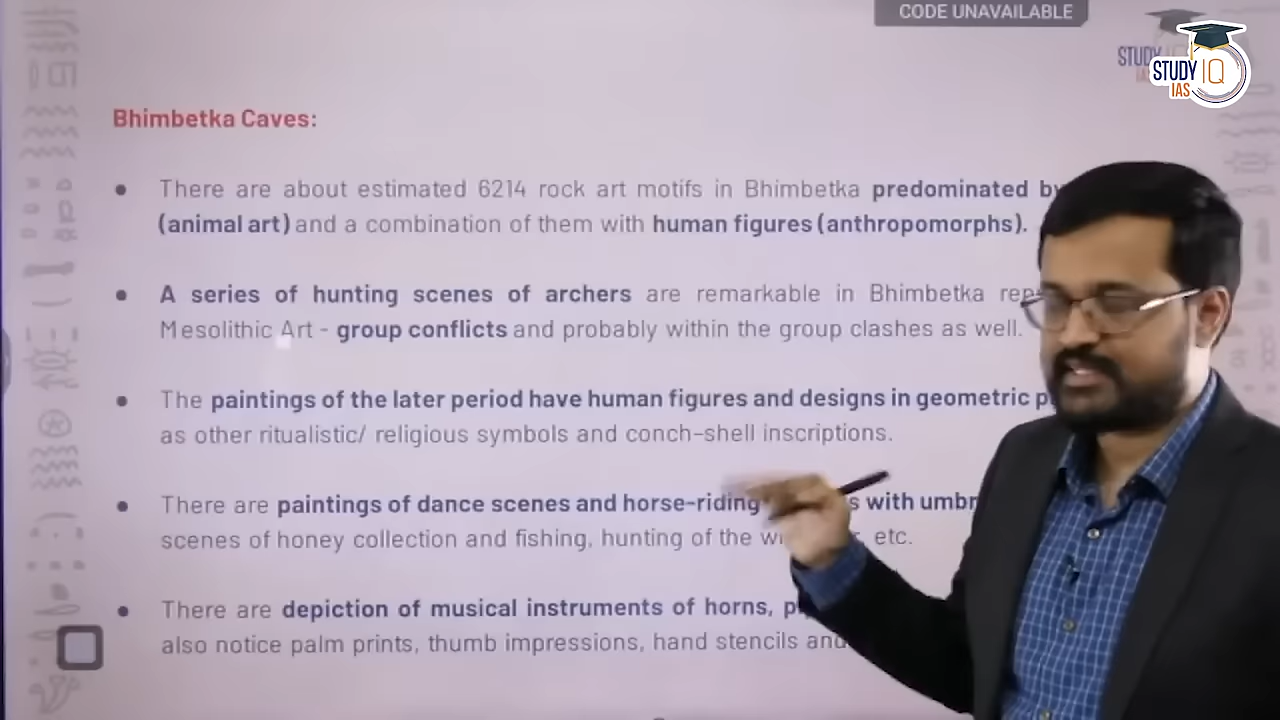 CODE UNAVAILABLE
STUDY IQ
IAS
STUDY
Bhimbetka Caves:
There are about estimated 6214 rock art motifs in Bhimbetka predominated by
(animal art) and a combination of them with human figures (anthropomorphs).
A series of hunting scenes of archers are remarkable in Bhimbetka
Mesolithic Art - group conflicts and probably within the group clashes as well.
The paintings of the later period have human figures and designs in geometric
as other ritualistic/ religious symbols and conch-shell inscriptions.
There are paintings of dance scenes and horse-riding with
scenes of honey collection and fishing, hunting of the etc.
There are depiction of musical instruments of horns,
also notice palm prints, thumb impressions, hand stencils and